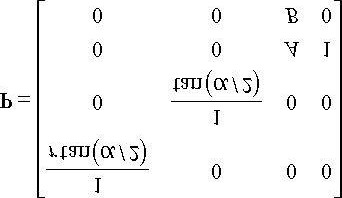 1
r tan(α/2) 0 0 0
1
0 tan(α/2) 0 0
P =
0 0 A 1
0 0 B 0